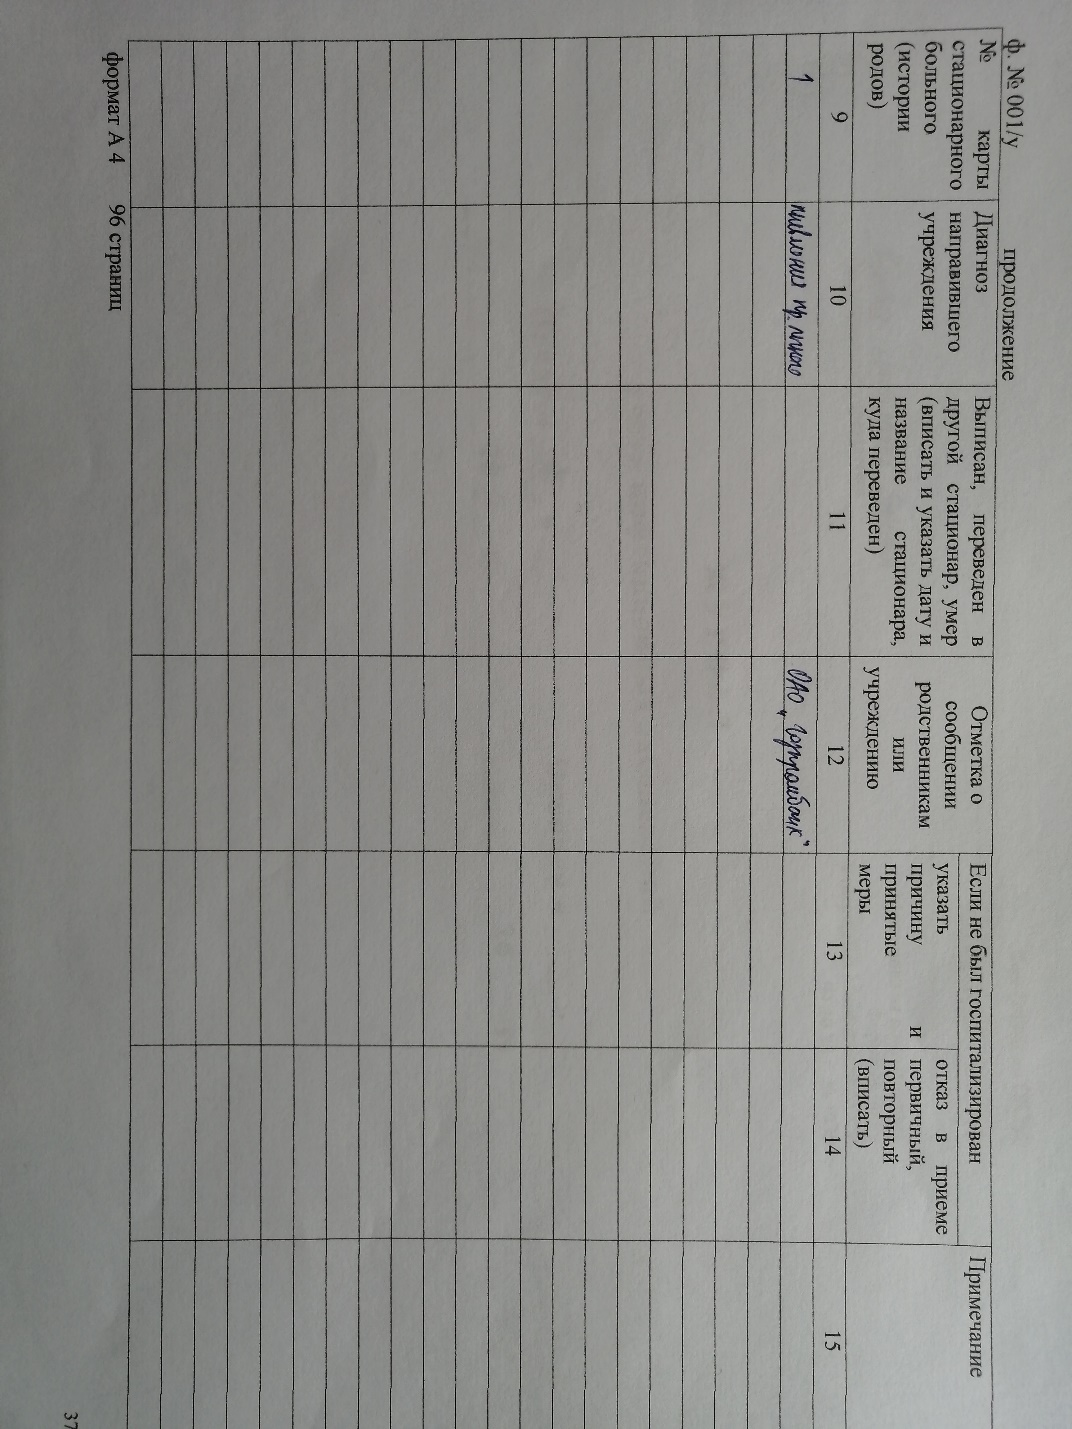 ф. № 001/у продолжение
№ карты
стационарного
больного
(истории
родов)
Диагноз
направившего
учреждения
Выписан, переведен в
другой стационар, умер
(вписать и указать дату и
название стационара,
куда переведен)
Отметка о
сообщении
родственникам
или
учреждению
Если не был госпитализирован
указать
причину и
принятые
меры
отказ в приеме
первичный,
повторный
(вписать)
Примечание
9 10 11 12 13 14 15
1 пр. ОАО „Газпромбанк"
формат А 4 96 страниц
37